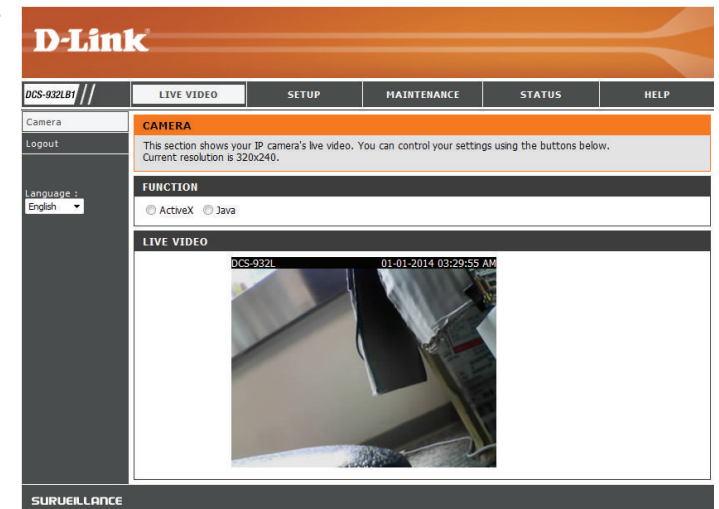 D-Link
DCS-932LB1 // LIVE VIDEO SETUP MAINTENANCE STATUS HELP
Camera
Logout
Language :
English
CAMERA
This section shows your IP camera's live video. You can control your settings using the buttons below.
Current resolution is 320x240.
FUNCTION
ActiveX Java
LIVE VIDEO
DCS-932L 01-01-2014 03:29:55 AM
SURVEILLANCE